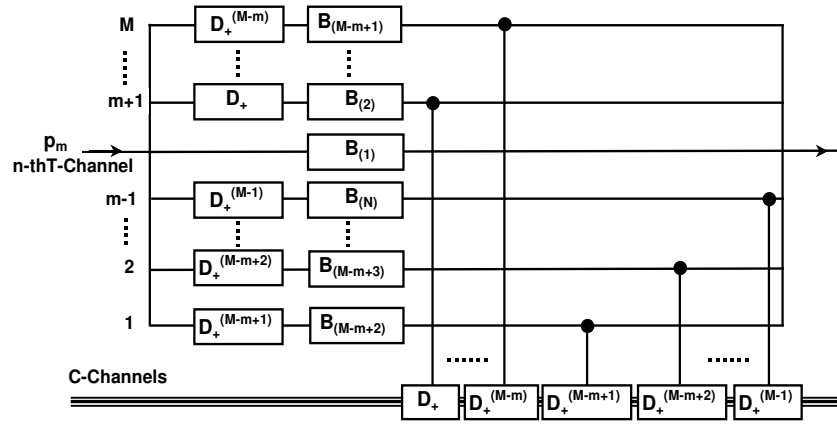 M D₊⁽ᴹ⁻ᵐ⁾ B₍M-m+1₎
m+1 D₊ B₍₂₎
pₘ
n-thT-Channel B₍₁₎
m-1 D₊⁽ᴹ⁻¹⁾ B₍N₎
2 D₊⁽ᴹ⁻ᵐ⁺²⁾ B₍M-m+3₎
1 D₊⁽ᴹ⁻ᵐ⁺¹⁾ B₍M-m+2₎
C-Channels
D₊ D₊⁽ᴹ⁻ᵐ⁾ D₊⁽ᴹ⁻ᵐ⁺¹⁾ D₊⁽ᴹ⁻ᵐ⁺²⁾ D₊⁽ᴹ⁻¹⁾